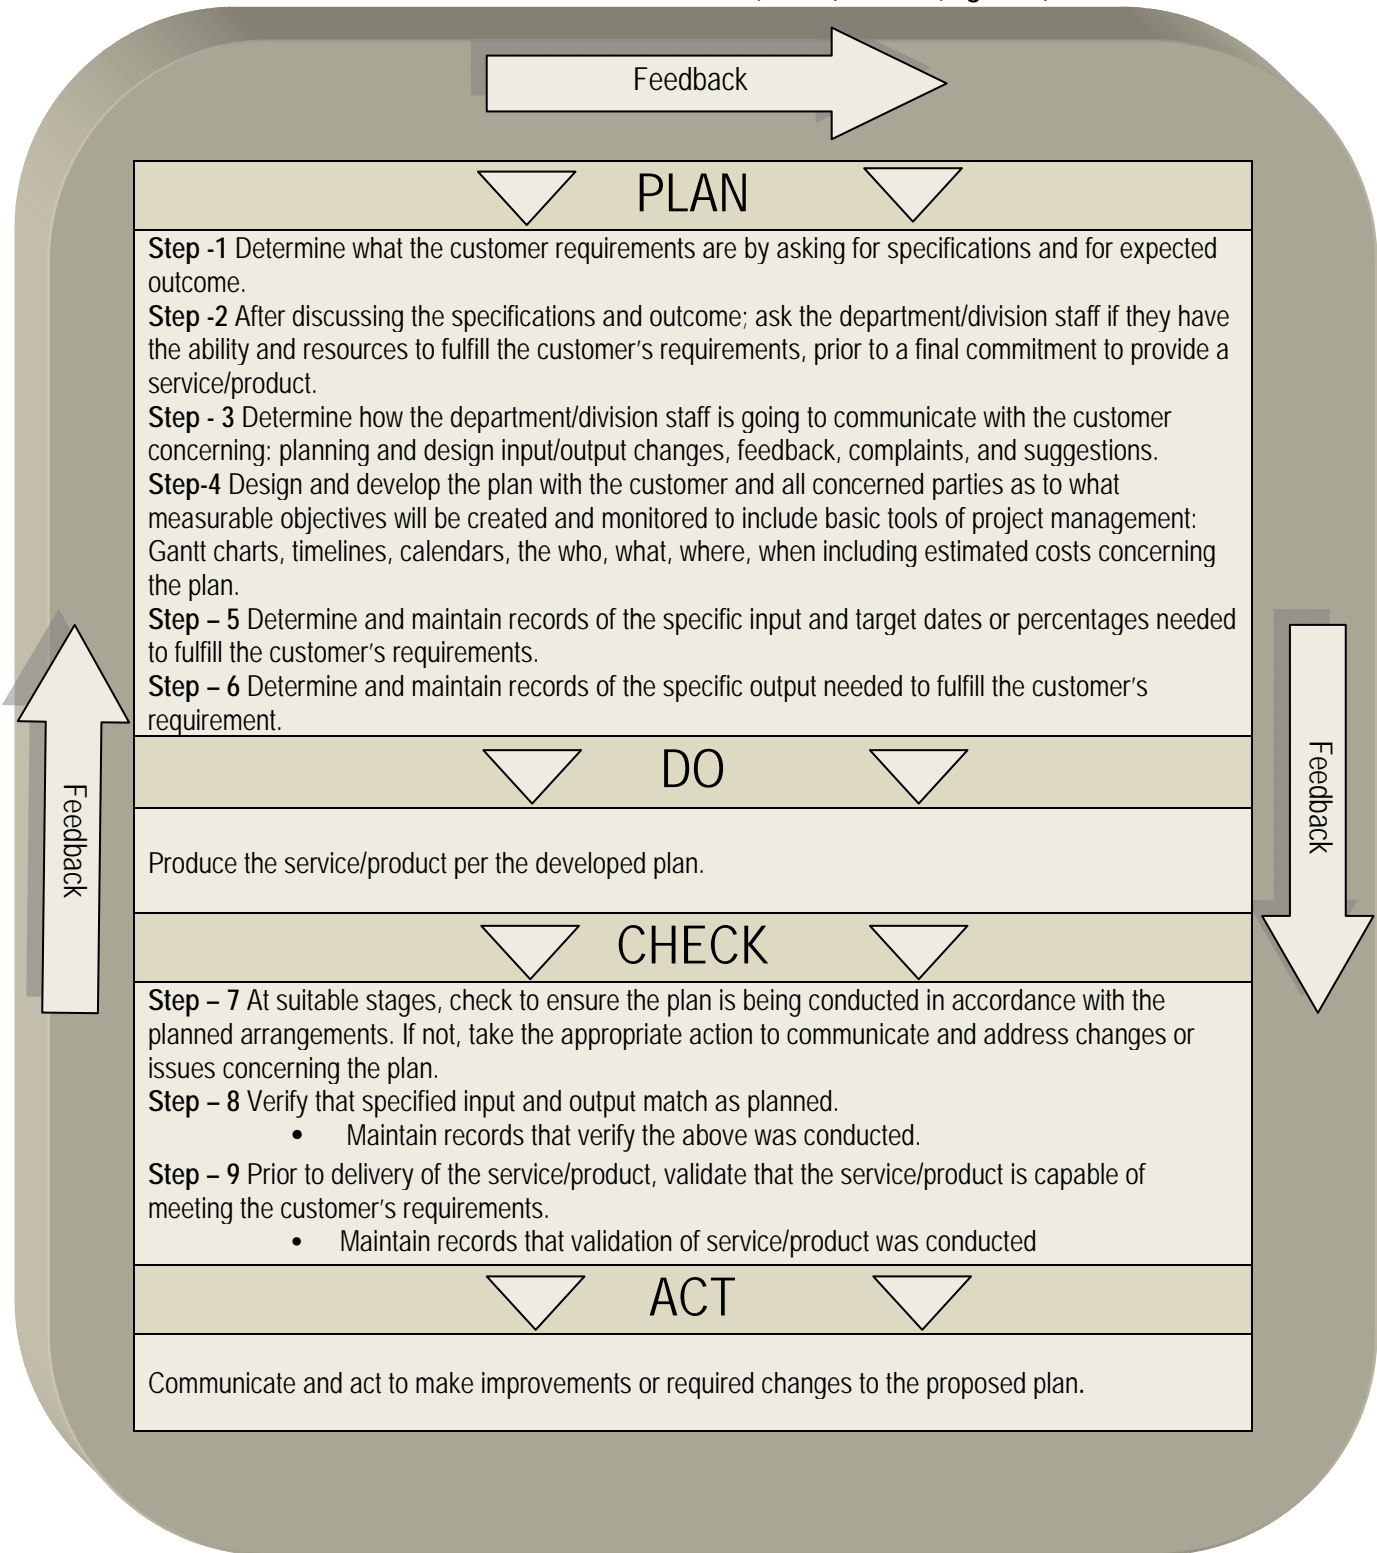 Feedback
PLAN
Step -1 Determine what the customer requirements are by asking for specifications and for expected
outcome.
Step -2 After discussing the specifications and outcome; ask the department/division staff if they have
the ability and resources to fulfill the customer's requirements, prior to a final commitment to provide a
service/product.
Step - 3 Determine how the department/division staff is going to communicate with the customer
concerning: planning and design input/output changes, feedback, complaints, and suggestions.
Step-4 Design and develop the plan with the customer and all concerned parties as to what
measurable objectives will be created and monitored to include basic tools of project management:
Gantt charts, timelines, calendars, the who, what, where, when including estimated costs concerning
the plan.
Step – 5 Determine and maintain records of the specific input and target dates or percentages needed
to fulfill the customer's requirements.
Step – 6 Determine and maintain records of the specific output needed to fulfill the customer's
requirement.
Feedback
Feedback
DO
Produce the service/product per the developed plan.
CHECK
Step – 7 At suitable stages, check to ensure the plan is being conducted in accordance with the
planned arrangements. If not, take the appropriate action to communicate and address changes or
issues concerning the plan.
Step – 8 Verify that specified input and output match as planned.
• Maintain records that verify the above was conducted.
Step – 9 Prior to delivery of the service/product, validate that the service/product is capable of
meeting the customer's requirements.
• Maintain records that validation of service/product was conducted
ACT
Communicate and act to make improvements or required changes to the proposed plan.